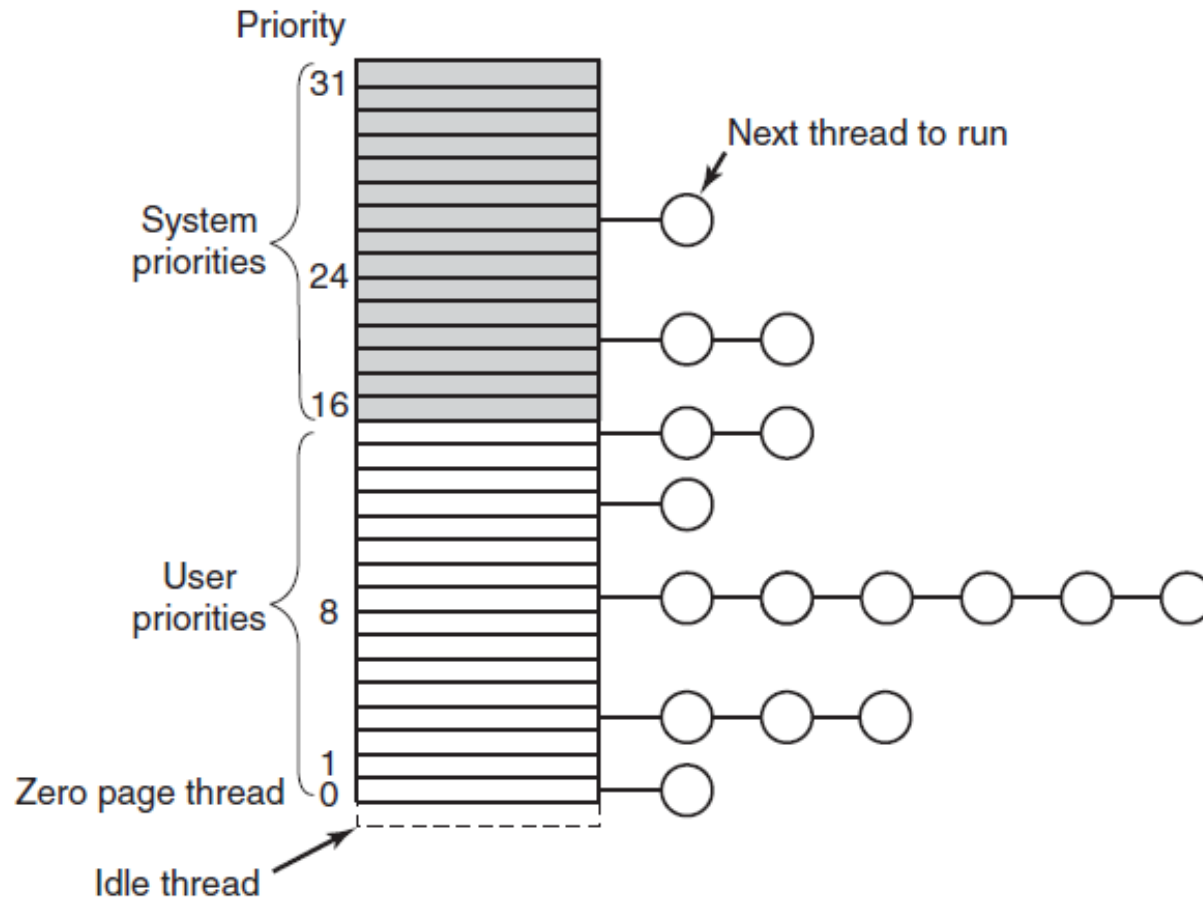 Priority
31
Next thread to run
System
priorities
24
16
User
priorities
8
1
Zero page thread 0
Idle thread